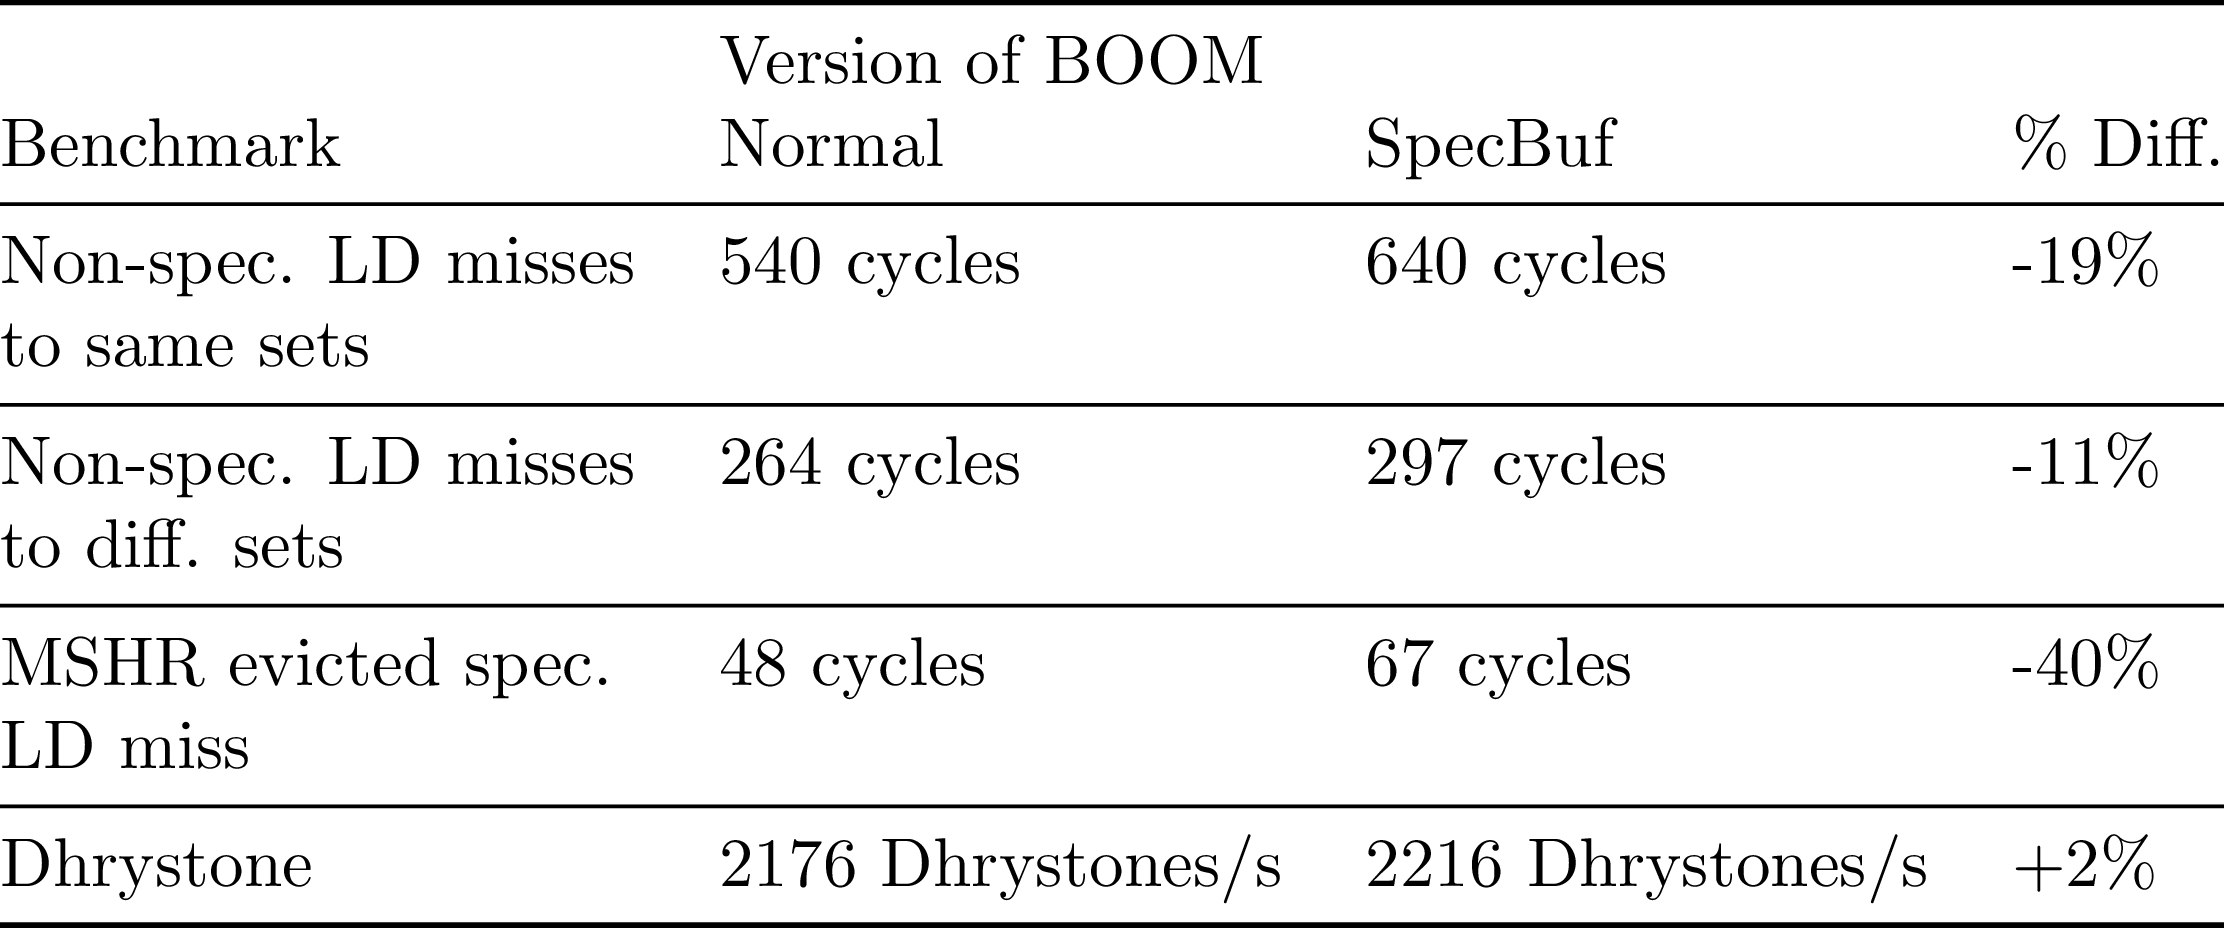 Version of BOOM
Benchmark Normal SpecBuf % Diff.
Non-spec. LD misses 540 cycles 640 cycles -19%
to same sets
Non-spec. LD misses 264 cycles 297 cycles -11%
to diff. sets
MSHR evicted spec. 48 cycles 67 cycles -40%
LD miss
Dhrystone 2176 Dhrystones/s 2216 Dhrystones/s +2%